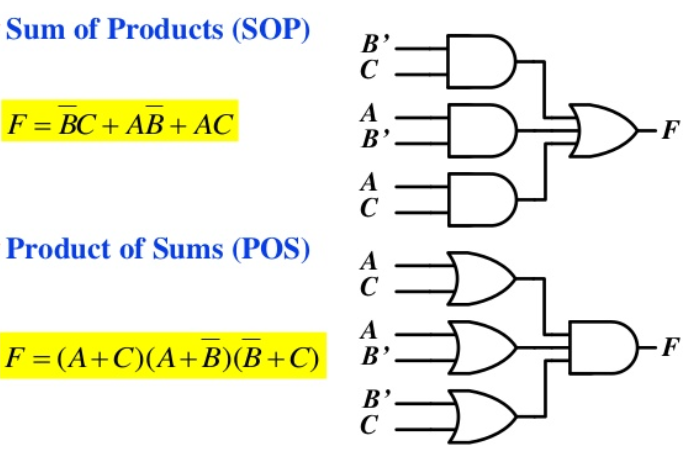 Sum of Products (SOP)
F = B̅C + AB̅ + AC
B’
C
A
B’
A
C
F
Product of Sums (POS)
F = (A+C)(A+B̅)(B̅+C)
A
C
A
B’
B’
C
F